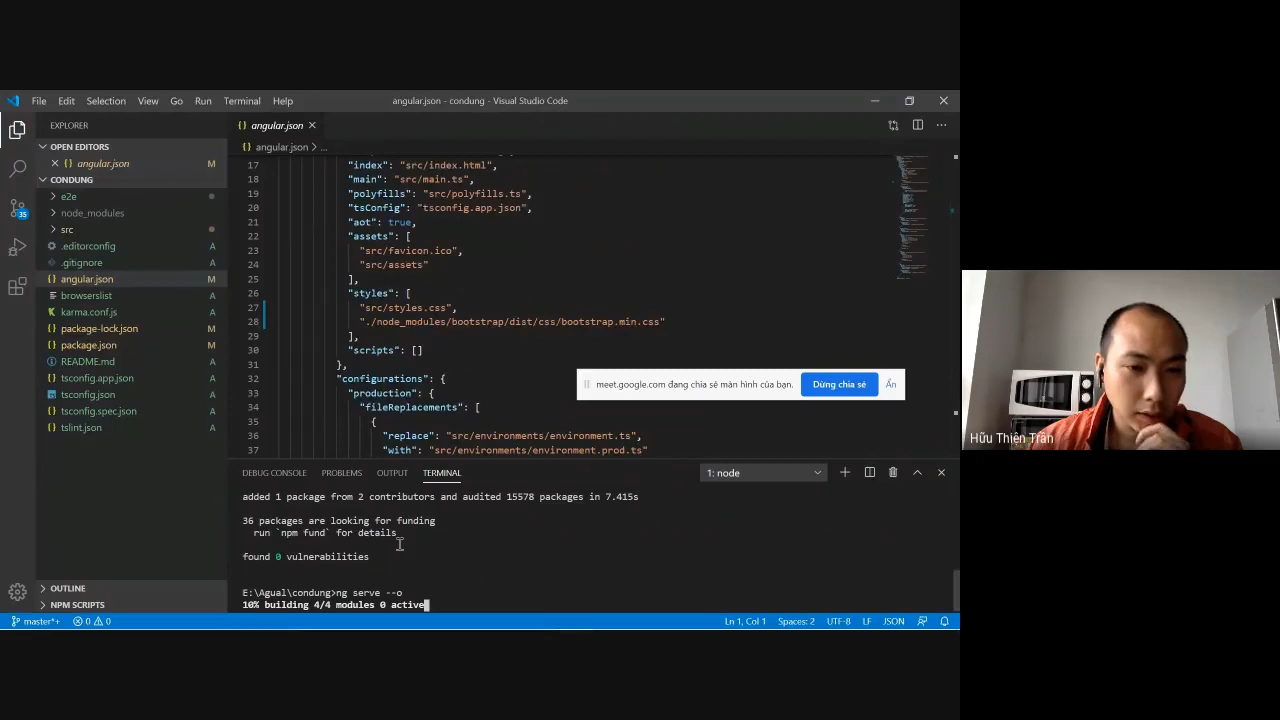 File Edit Selection View Go Run Terminal Help
angular.json - condung - Visual Studio Code
EXPLORER
OPEN EDITORS
angular.json M
CONDUNG
e2e
node_modules
src
.editorconfig A
.gitignore A
angular.json M
browserslist A
karma.conf.js A
package-lock.json M
package.json M
README.md A
tsconfig.app.json A
tsconfig.json A
tsconfig.spec.json A
tslint.json A
OUTLINE
NPM SCRIPTS
35
angular.json
angular.json > ...
17 "index": "src/index.html",
18 "main": "src/main.ts",
19 "polyfills": "src/polyfills.ts",
20 "tsConfig": "tsconfig.app.json",
21 "aot": true,
22 "assets": [
23 "src/favicon.ico",
24 "src/assets"
25 ],
26 "styles": [
27 "src/styles.css",
28 "./node_modules/bootstrap/dist/css/bootstrap.min.css"
29 ],
30 "scripts": []
31 },
32 "configurations": {
33 "production": {
34 "fileReplacements": [
35 {
36 "replace": "src/environments/environment.ts",
37 "with": "src/environments/environment.prod.ts"
meet.google.com đang chia sẻ màn hình của bạn. Dừng chia sẻ Ẩn
DEBUG CONSOLE PROBLEMS OUTPUT TERMINAL 1: node
added 1 package from 2 contributors and audited 15578 packages in 7.415s
36 packages are looking for funding
run `npm fund` for details
found 0 vulnerabilities
E:\Agual\condung>ng serve --o
10% building 4/4 modules 0 active
master*+ 0 0 Ln 1, Col 1 Spaces: 2 UTF-8 LF JSON
Hữu Thiện Trần